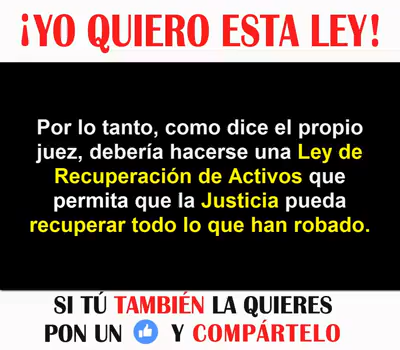 ¡YO QUIERO ESTA LEY!
Por lo tanto, como dice el propio
juez, debería hacerse una Ley de
Recuperación de Activos que
permita que la Justicia pueda
recuperar todo lo que han robado.
SI TÚ TAMBIÉN LA QUIERES
PON UN Y COMPÁRTELO